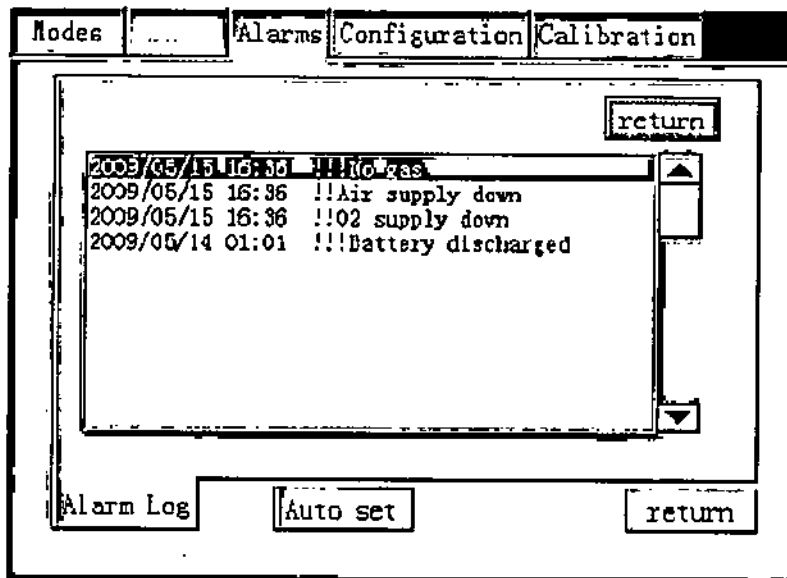 Modes Alarms Configuration Calibration
return
2009/05/15 16:36 !!!No gas
2009/05/15 16:36 !!Air supply down
2009/05/15 16:36 !!O2 supply down
2009/05/14 01:01 !!!Battery discharged
Alarm Log Auto set return